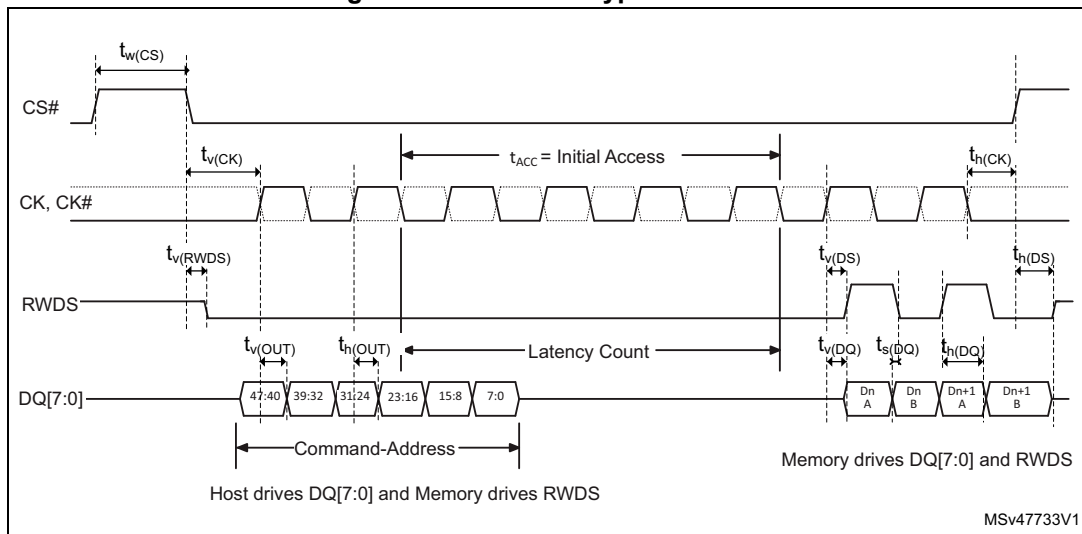 tw(CS)
CS#
tv(CK)
tACC = Initial Access
th(CK)
CK, CK#
tv(RWDS)
tv(DS)
th(DS)
RWDS
tv(OUT)
th(OUT)
Latency Count
tv(DQ)
ts(DQ)
th(DQ)
DQ[7:0]
47:40
39:32
31:24
23:16
15:8
7:0
Dn
A
Dn
B
Dn+1
A
Dn+1
B
Command-Address
Memory drives DQ[7:0] and RWDS
Host drives DQ[7:0] and Memory drives RWDS
MSv47733V1